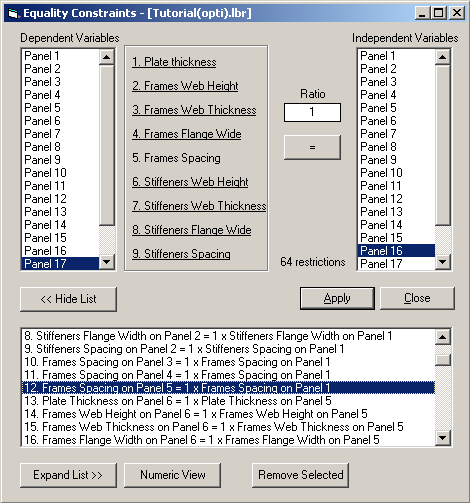 Equality Constraints - [Tutorial(opti).lbr]
Dependent Variables
Independent Variables
Panel 1
Panel 2
Panel 3
Panel 4
Panel 5
Panel 6
Panel 7
Panel 8
Panel 9
Panel 10
Panel 11
Panel 12
Panel 13
Panel 14
Panel 15
Panel 16
Panel 17
1. Plate thickness
2. Frames Web Height
3. Frames Web Thickness
4. Frames Flange Wide
5. Frames Spacing
6. Stiffeners Web Height
7. Stiffeners Web Thickness
8. Stiffeners Flange Wide
9. Stiffeners Spacing
Ratio
1
=
64 restrictions
Panel 1
Panel 2
Panel 3
Panel 4
Panel 5
Panel 6
Panel 7
Panel 8
Panel 9
Panel 10
Panel 11
Panel 12
Panel 13
Panel 14
Panel 15
Panel 16
Panel 17
<< Hide List
Apply
Close
8. Stiffeners Flange Width on Panel 2 = 1 x Stiffeners Flange Width on Panel 1
9. Stiffeners Spacing on Panel 2 = 1 x Stiffeners Spacing on Panel 1
10. Frames Spacing on Panel 3 = 1 x Frames Spacing on Panel 1
11. Frames Spacing on Panel 4 = 1 x Frames Spacing on Panel 1
12. Frames Spacing on Panel 5 = 1 x Frames Spacing on Panel 1
13. Plate Thickness on Panel 6 = 1 x Plate Thickness on Panel 5
14. Frames Web Height on Panel 6 = 1 x Frames Web Height on Panel 5
15. Frames Web Thickness on Panel 6 = 1 x Frames Web Thickness on Panel 5
16. Frames Flange Width on Panel 6 = 1 x Frames Flange Width on Panel 5
Expand List >>
Numeric View
Remove Selected